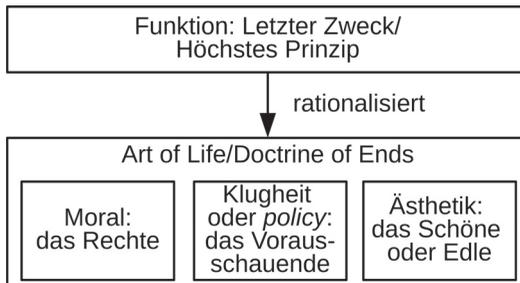 Funktion: Letzter Zweck/
Höchstes Prinzip
rationalisiert
Art of Life/Doctrine of Ends
Moral:
das Rechte
Klugheit
oder policy:
das Voraus-
schauende
Ästhetik:
das Schöne
oder Edle